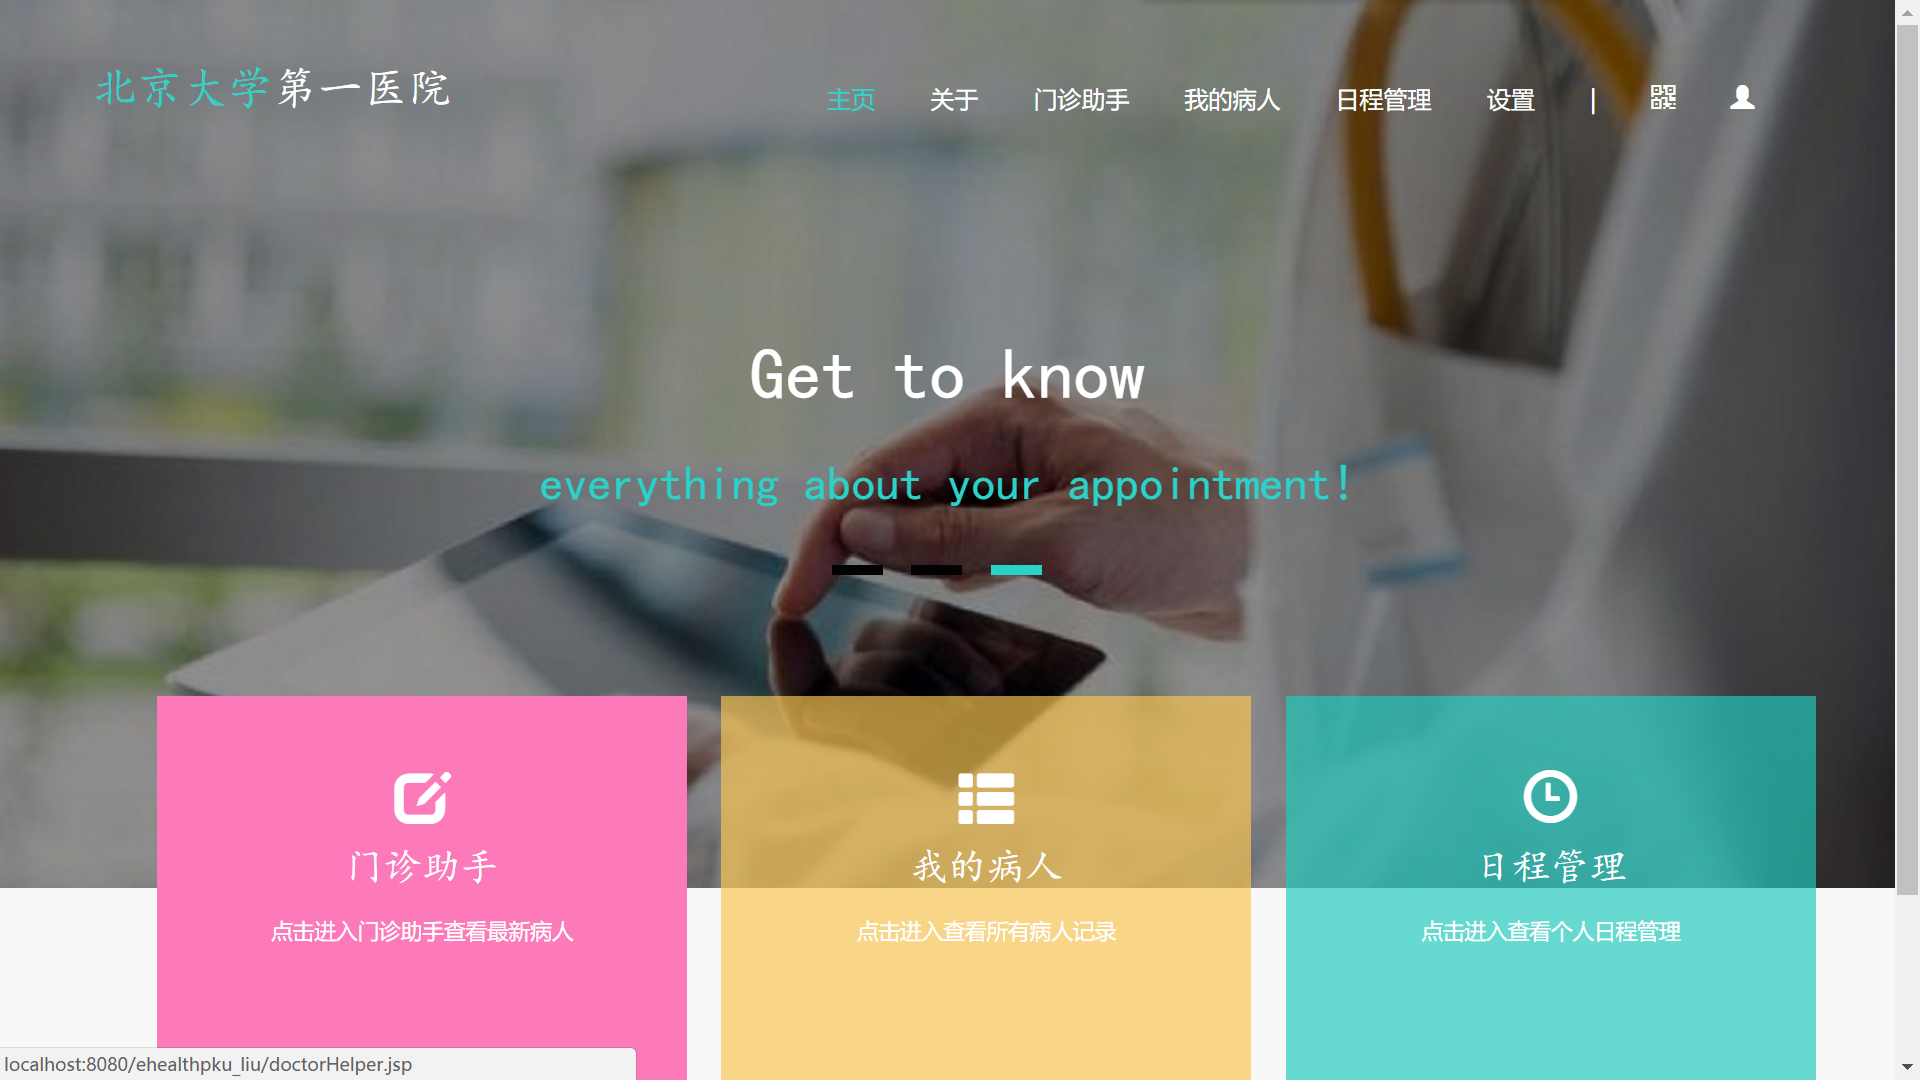 北京大学第一医院
主页 关于 门诊助手 我的病人 日程管理 设置 |
Get to know
everything about your appointment!
门诊助手
点击进入门诊助手查看最新病人
我的病人
点击进入查看所有病人记录
日程管理
点击进入查看个人日程管理
localhost:8080/ehealthpku_liu/doctorHelper.jsp